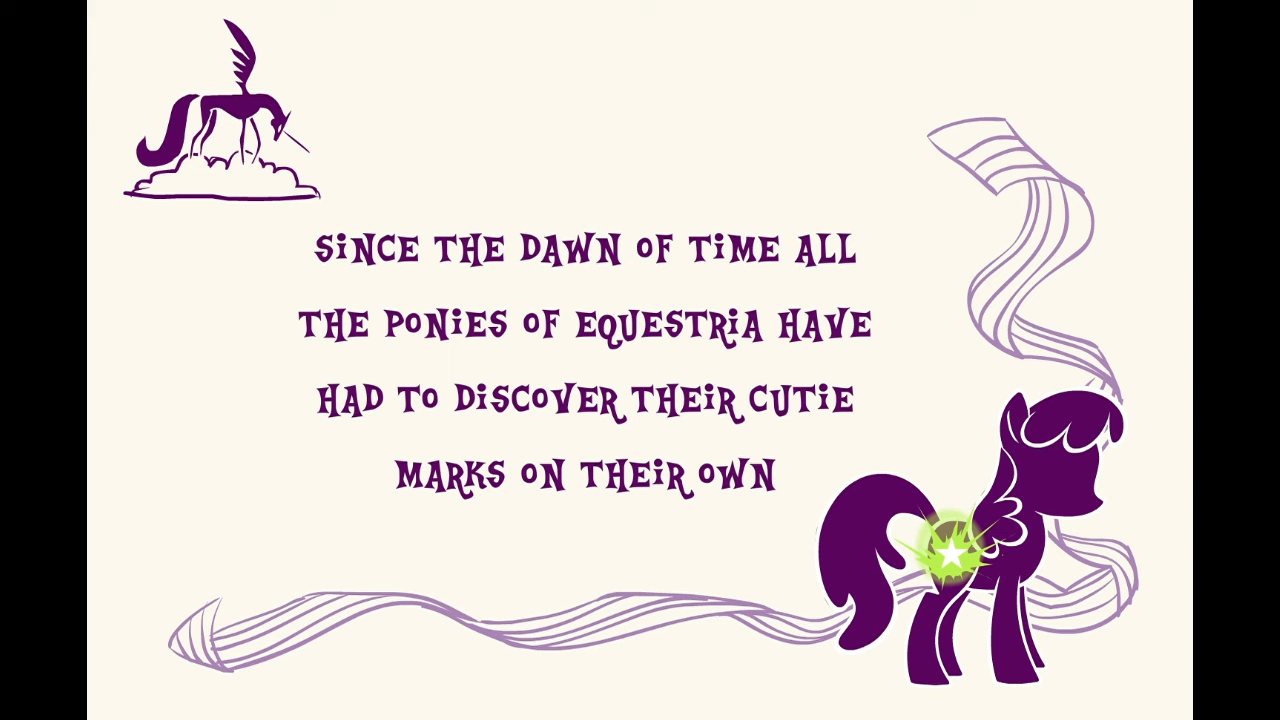 SiNCE THE DAWN OF TiME ALL
THE PONiES OF EQUESTRiA HAVE
HAD TO DiSCOVER THEiR CUTiE
MARKS ON THEiR OWN